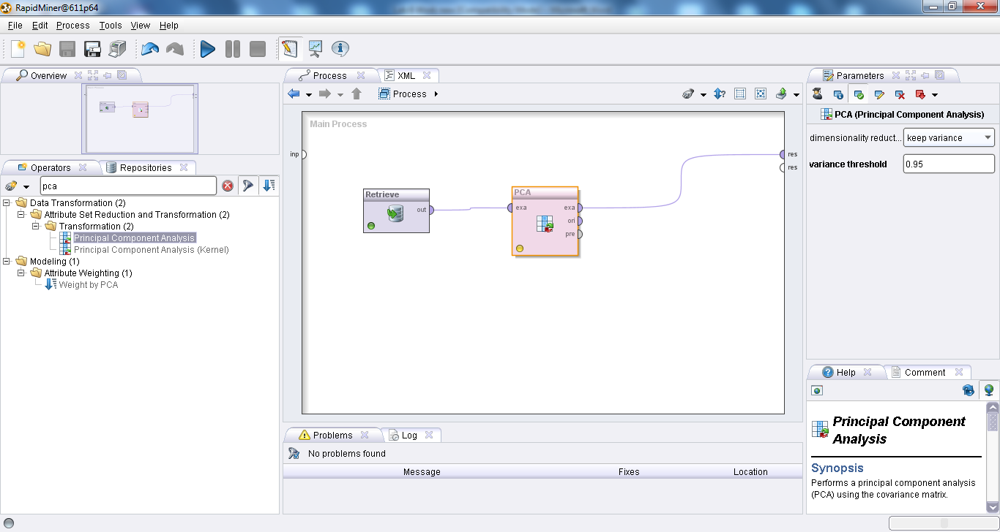 RapidMiner@611p64
File Edit Process Tools View Help
Overview
Operators Repositories
pca
Data Transformation (2)
Attribute Set Reduction and Transformation (2)
Transformation (2)
Principal Component Analysis
Principal Component Analysis (Kernel)
Modeling (1)
Attribute Weighting (1)
Weight by PCA
Process XML
Process
Main Process
inp
res
res
Retrieve
out
PCA
exa exa
ori
pre
Problems Log
No problems found
Message Fixes Location
Parameters
PCA (Principal Component Analysis)
dimensionality reduct... keep variance
variance threshold 0.95
Help Comment
Principal Component
Analysis
Synopsis
Performs a principal component analysis
(PCA) using the covariance matrix.